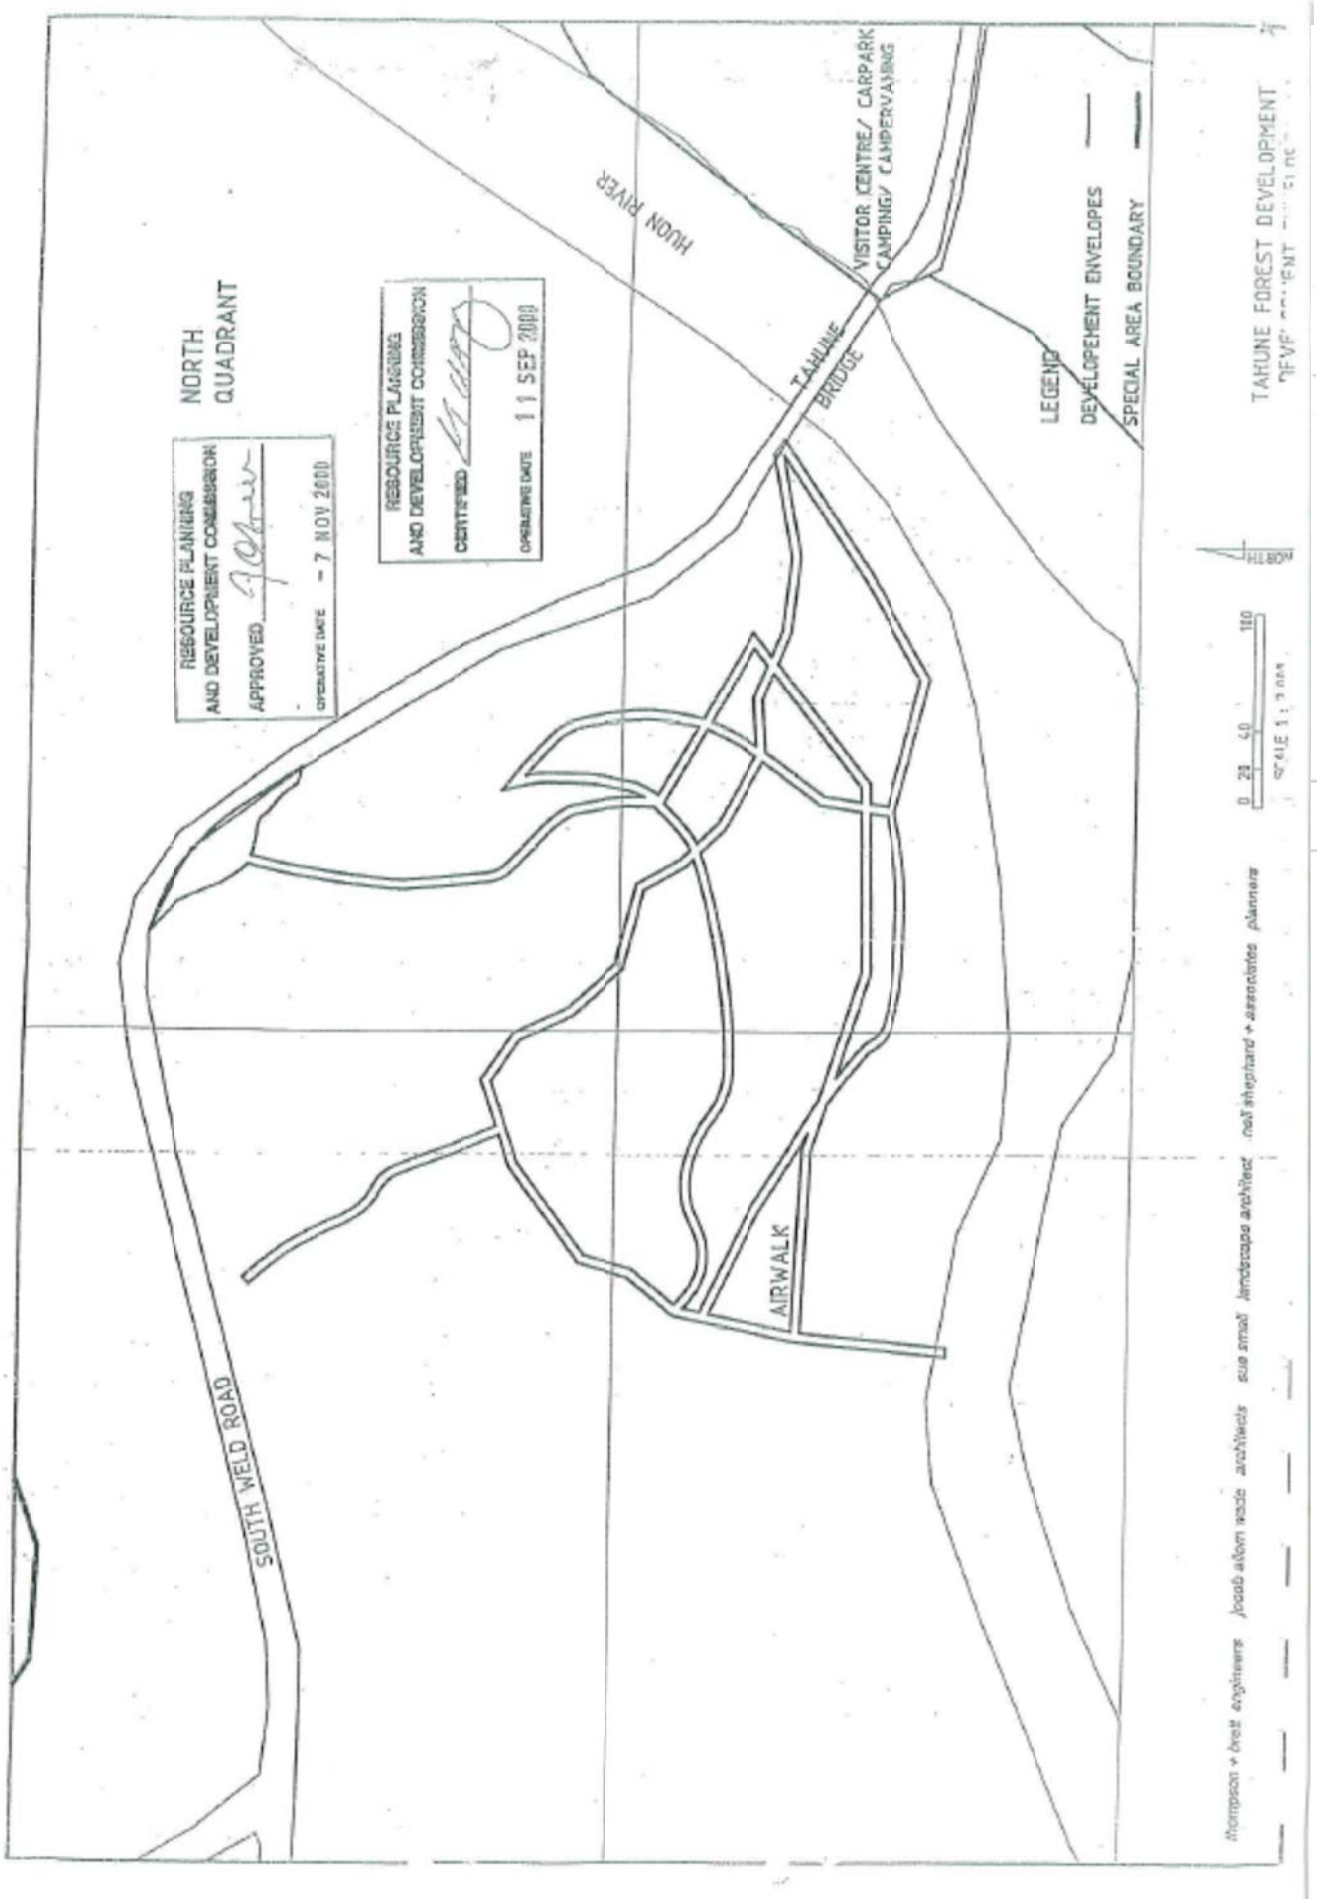 NORTH
QUADRANT
RESOURCE PLANNING
AND DEVELOPMENT COMMISSION
APPROVED
OPERATIVE DATE - 7 NOV 2000
RESOURCE PLANNING
AND DEVELOPMENT COMMISSION
CERTIFIED
OPERATIVE DATE 11 SEP 2000
HUON RIVER
VISITOR CENTRE/ CARPARK
CAMPING/ CAMPERVANING
TAHUNE
BRIDGE
SOUTH WELD ROAD
AIRWALK
LEGEND
DEVELOPEMENT ENVELOPES
SPECIAL AREA BOUNDARY
NORTH
0 20 40 100
SCALE 1 :
TAHUNE FOREST DEVELOPMENT
thompson + brett engineers jacob allom wade architects sue small landscape architect neil shephard + associates planners